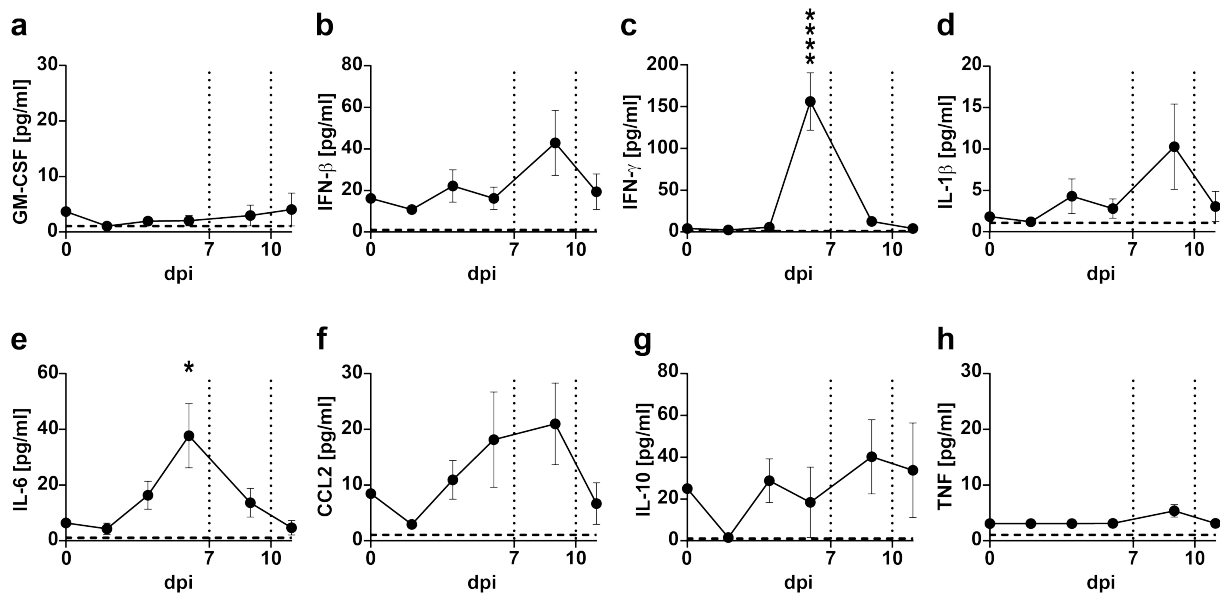 a
GM-CSF [pg/ml]
30
20
10
0
0 7 10
dpi
b
IFN-β [pg/ml]
80
60
40
20
0
0 7 10
dpi
c
****
IFN-γ [pg/ml]
200
150
100
50
0
0 7 10
dpi
d
IL-1β [pg/ml]
20
15
10
5
0
0 7 10
dpi
e
*
IL-6 [pg/ml]
60
40
20
0
0 7 10
dpi
f
CCL2 [pg/ml]
30
20
10
0
0 7 10
dpi
g
IL-10 [pg/ml]
80
60
40
20
0
0 7 10
dpi
h
TNF [pg/ml]
30
20
10
0
0 7 10
dpi